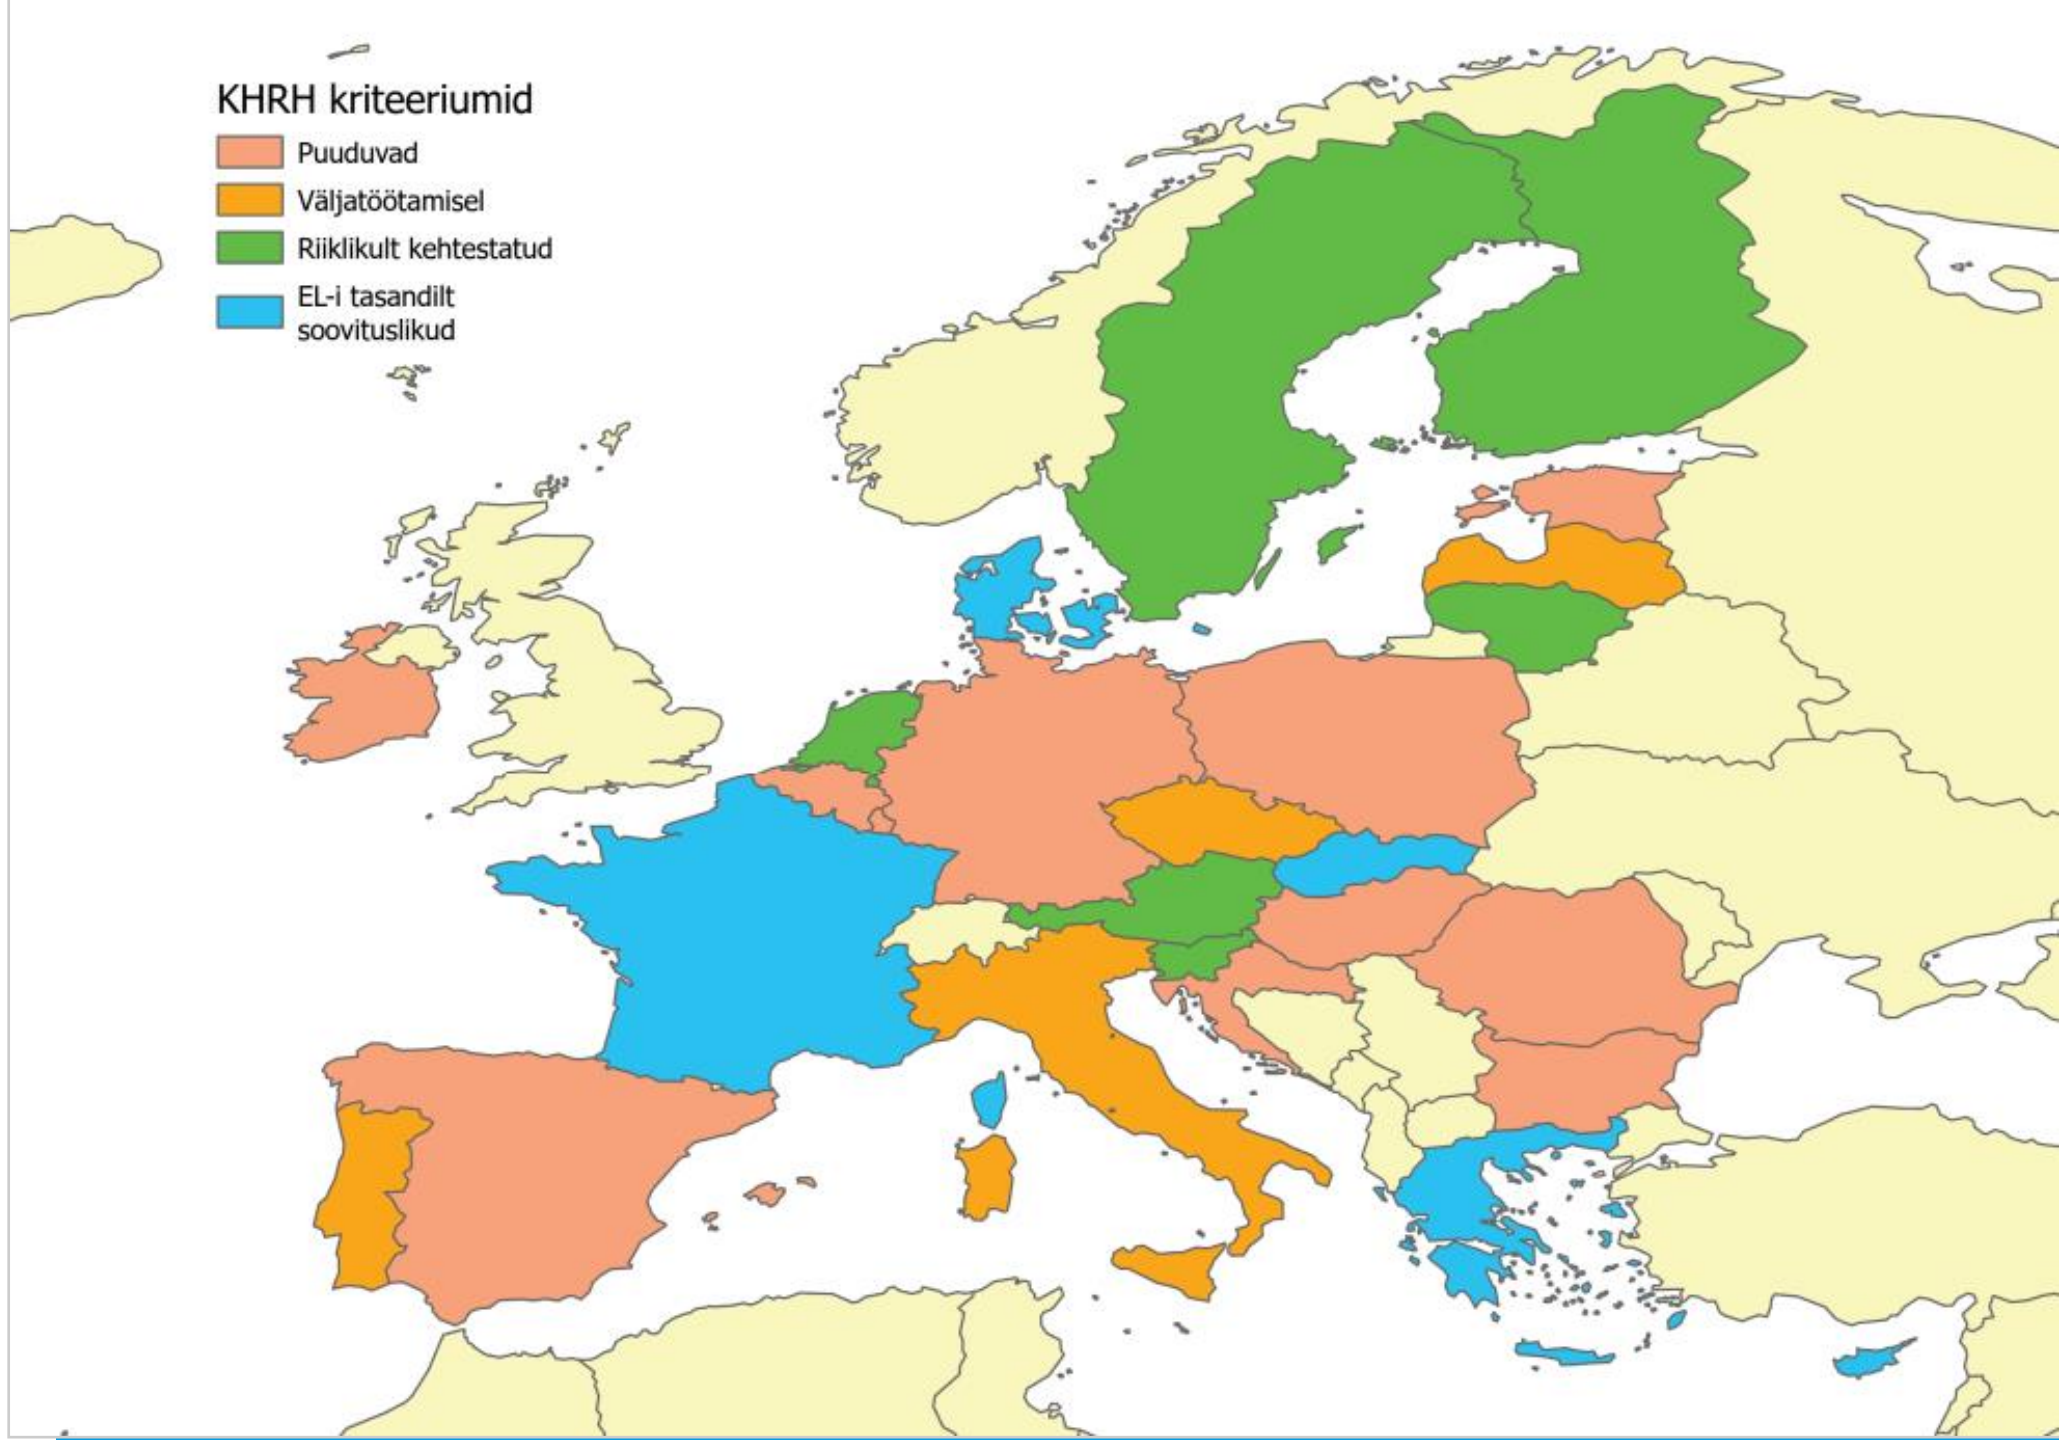 KHRH kriteeriumid
Puuduvad
Väljatöötamisel
Riiklikult kehtestatud
EL-i tasandilt
soovituslikud